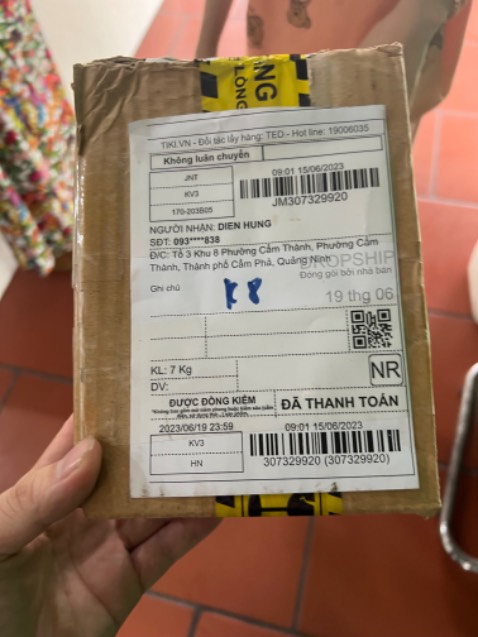 NG
LÒNG
TIKI.VN - Đối tác lấy hàng: TED - Hot line: 19006035
Không luân chuyển
JNT
KV3
170-203B05
09:01 15/06/2023
JM307329920
NGƯỜI NHẬN: DIEN HUNG
SĐT: 093****838
Đ/C: Tổ 3 Khu 8 Phường Cẩm Thành, Phường Cẩm
Thành, Thành phố Cẩm Phả, Quảng Ninh
DROPSHIP
Đóng gói bởi nhà bán
Ghi chú
K8
19 thg 06
KL: 7 Kg
DV:
NR
ĐƯỢC ĐỒNG KIỂM
ĐÃ THANH TOÁN
2023/06/19 23:59
KV3
HN
09:01 15/06/2023
307329920 (307329920)